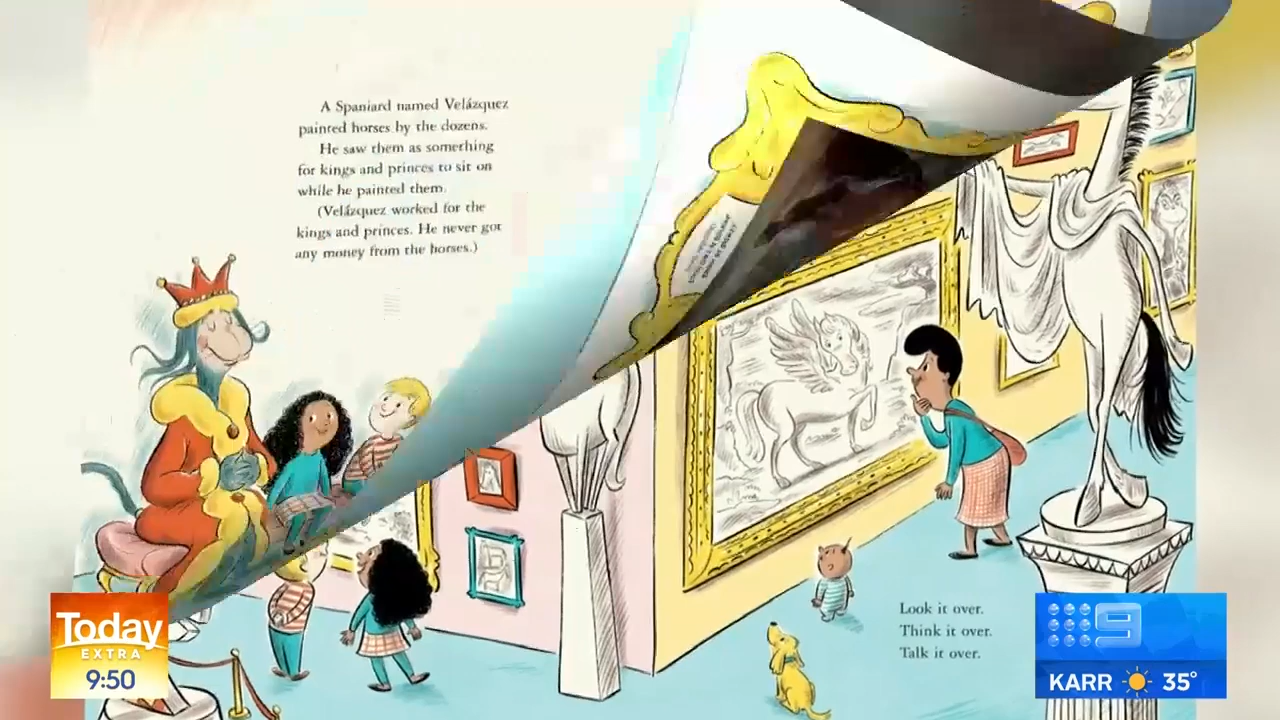 A Spaniard named Velázquez
painted horses by the dozens.
He saw them as something
for kings and princes to sit on
while he painted them.
(Velázquez worked for the
kings and princes. He never got
any money from the horses.)
Look it over.
Think it over.
Talk it over.
Today
EXTRA
9:50
9
KARR 35°